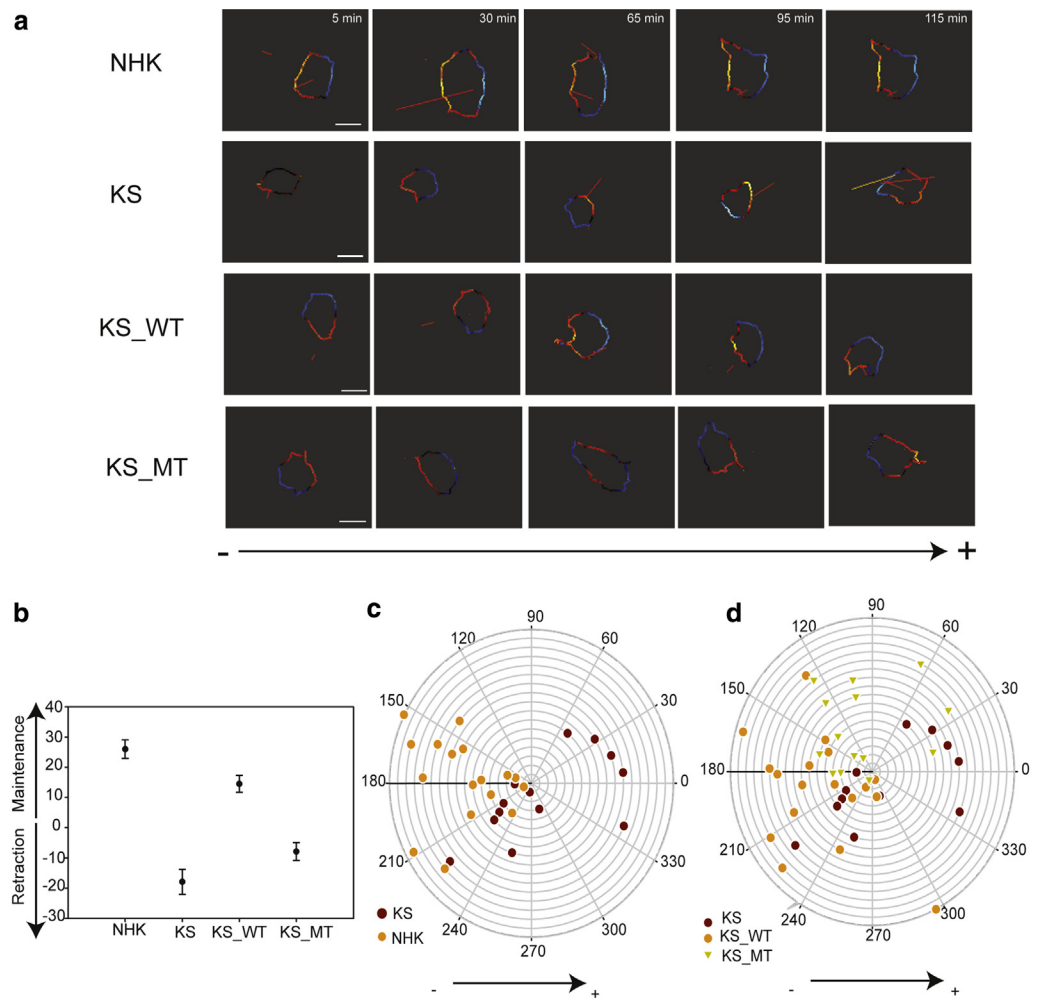 a
5 min 30 min 65 min 95 min 115 min
NHK
KS
KS_WT
KS_MT
- +
b
Retraction Maintenance
40
30
20
10
0
-10
-20
-30
NHK KS KS_WT KS_MT
c
90
120 60
150 30
180 0
210 330
240 300
270
KS
NHK
- +
d
90
120 60
150 30
180 0
210 330
240 300
270
KS
KS_WT
KS_MT
- +